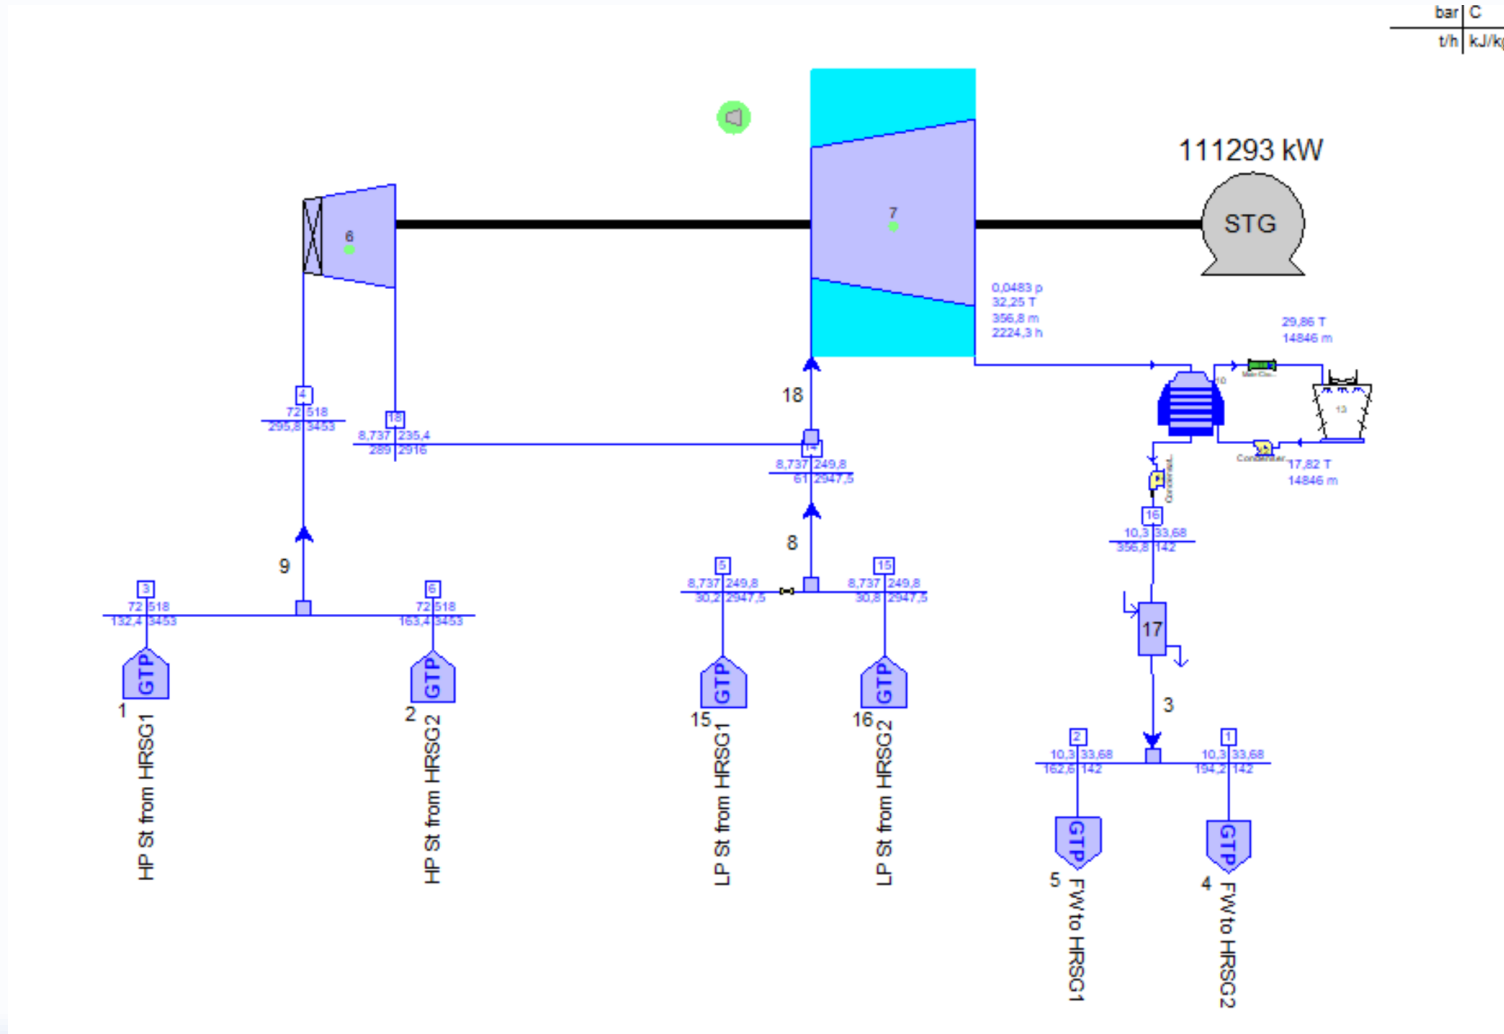 bar C
t/h kJ/kg
111293 kW
STG
7
6
0,0483 p
32,25 T
356,8 m
2224,3 h
29,86 T
14846 m
10
13
17,82 T
14846 m
4
72 518
295,8 3453
18
8,737 235,4
289 2916
18
14
8,737 249,8
61 2947,5
16
10,3 33,68
356,8 142
9
8
3
72 518
132,4 3453
6
72 518
163,4 3453
5
8,737 249,8
30,2 2947,5
15
8,737 249,8
30,8 2947,5
17
3
GTP
1
HP St from HRSG1
GTP
2
HP St from HRSG2
GTP
15
LP St from HRSG1
GTP
16
LP St from HRSG2
2
10,3 33,68
162,6 142
1
10,3 33,68
194,2 142
GTP
5
FW to HRSG1
GTP
4
FW to HRSG2